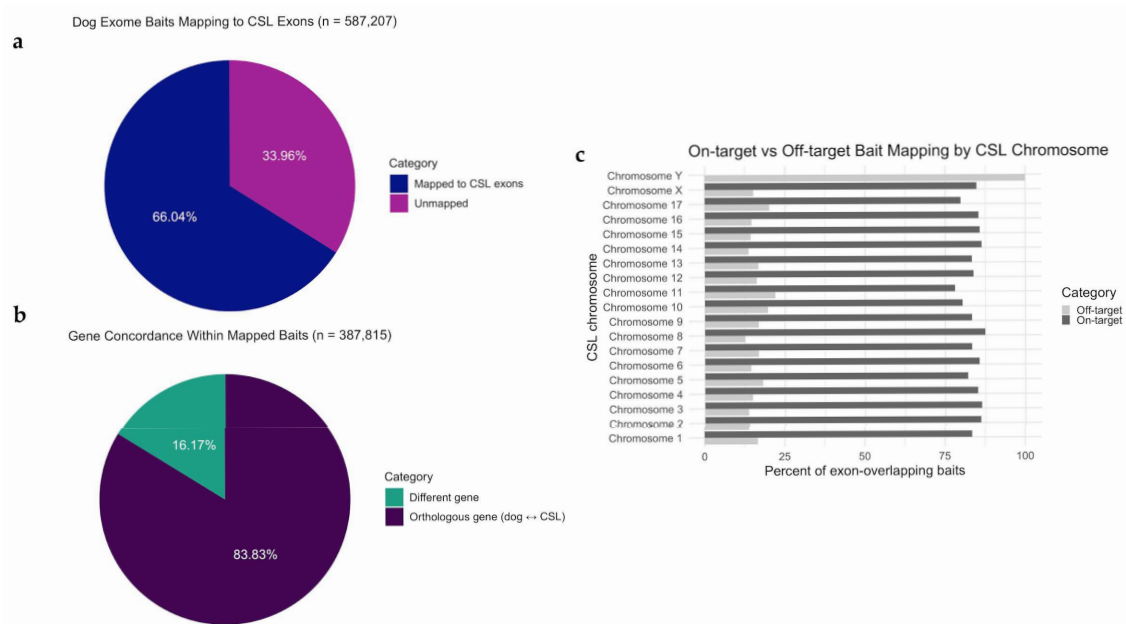 a
Dog Exome Baits Mapping to CSL Exons (n = 587,207)
33.96%
66.04%
Category
Mapped to CSL exons
Unmapped
b
Gene Concordance Within Mapped Baits (n = 387,815)
16.17%
83.83%
Category
Different gene
Orthologous gene (dog ↔ CSL)
c
On-target vs Off-target Bait Mapping by CSL Chromosome
CSL chromosome
Chromosome Y
Chromosome X
Chromosome 17
Chromosome 16
Chromosome 15
Chromosome 14
Chromosome 13
Chromosome 12
Chromosome 11
Chromosome 10
Chromosome 9
Chromosome 8
Chromosome 7
Chromosome 6
Chromosome 5
Chromosome 4
Chromosome 3
Chromosome 2
Chromosome 1
0 25 50 75 100
Percent of exon-overlapping baits
Category
Off-target
On-target